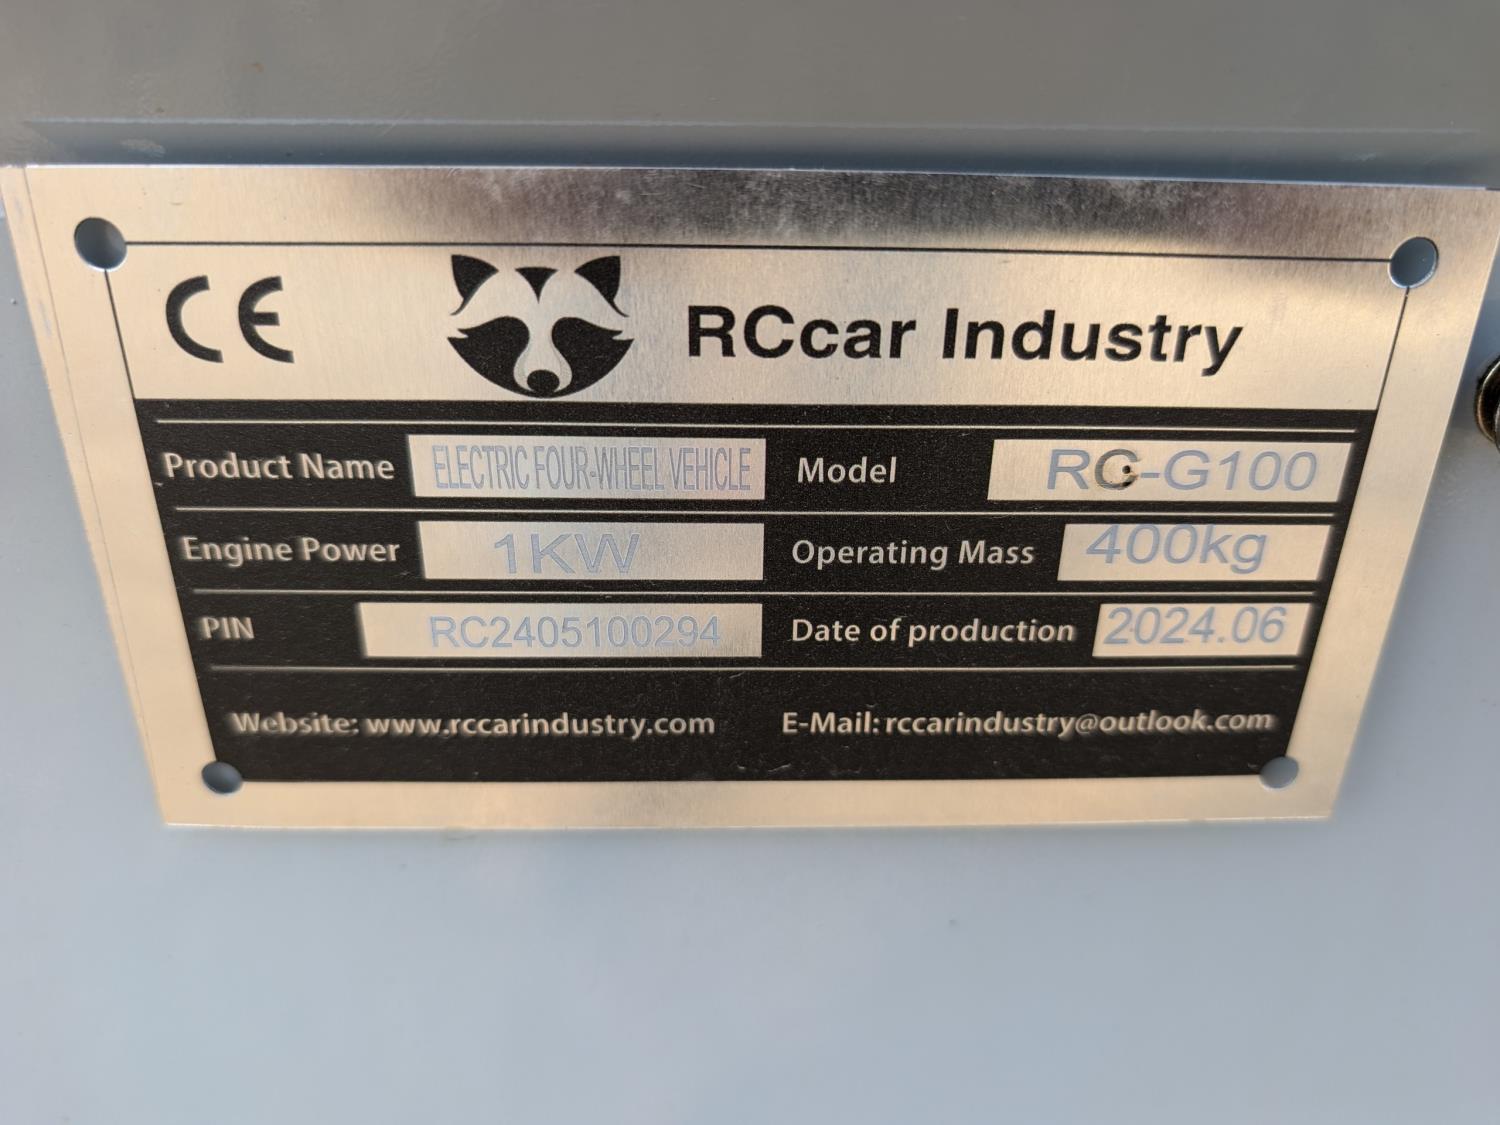 CE RCcar Industry
Product Name ELECTRIC FOUR-WHEEL VEHICLE Model RC-G100
Engine Power 1KW Operating Mass 400kg
PIN RC2405100294 Date of production 2024.06
Website: www.rccarindustry.com E-Mail: rccarindustry@outlook.com